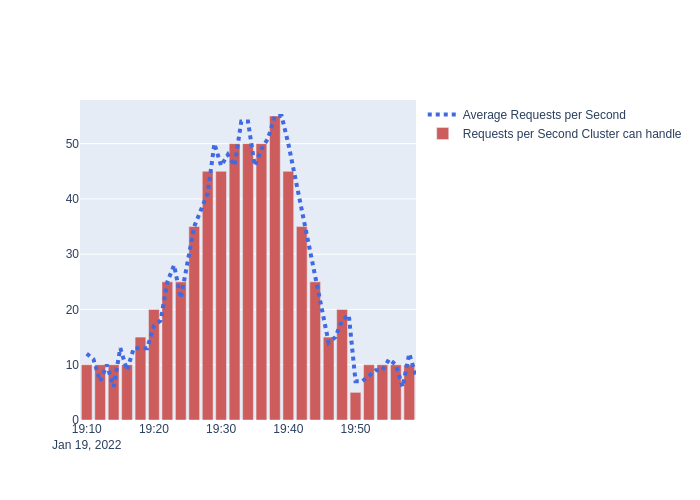 Average Requests per Second
Requests per Second Cluster can handle
50
40
30
20
10
0
19:10 19:20 19:30 19:40 19:50
Jan 19, 2022